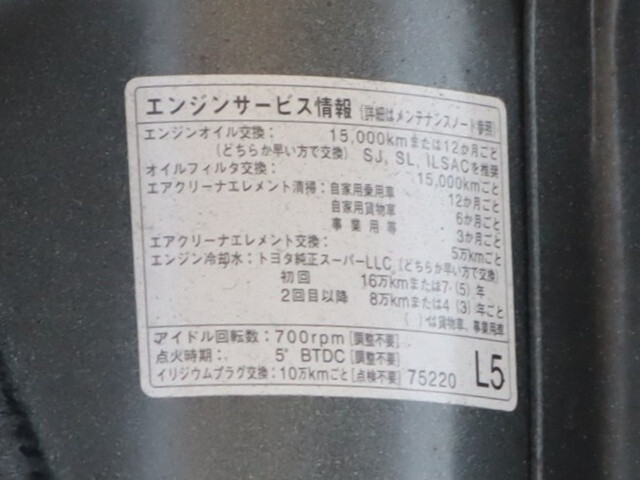 エンジンサービス情報 (詳細はメンテナンスノート参照)
エンジンオイル交換： 15,000kmまたは12か月ごと
(どちらか早い方で交換) SJ, SL, ILSACを推奨
オイルフィルタ交換： 15,000kmごと
エアクリーナエレメント清掃：自家用乗用車 12か月ごと
自家用貨物車 6か月ごと
事業用等 3か月ごと
エアクリーナエレメント交換： 5万kmごと
エンジン冷却水：トヨタ純正スーパーLLC (どちらか早い方で交換)
初回 16万kmまたは7(5)年
2回目以降 8万kmまたは4(3)年ごと
( )は貨物車、事業用車
アイドル回転数：700rpm [調整不要]
点火時期： 5° BTDC [調整不要]
イリジウムプラグ交換：10万kmごと [点検不要] 75220 L5